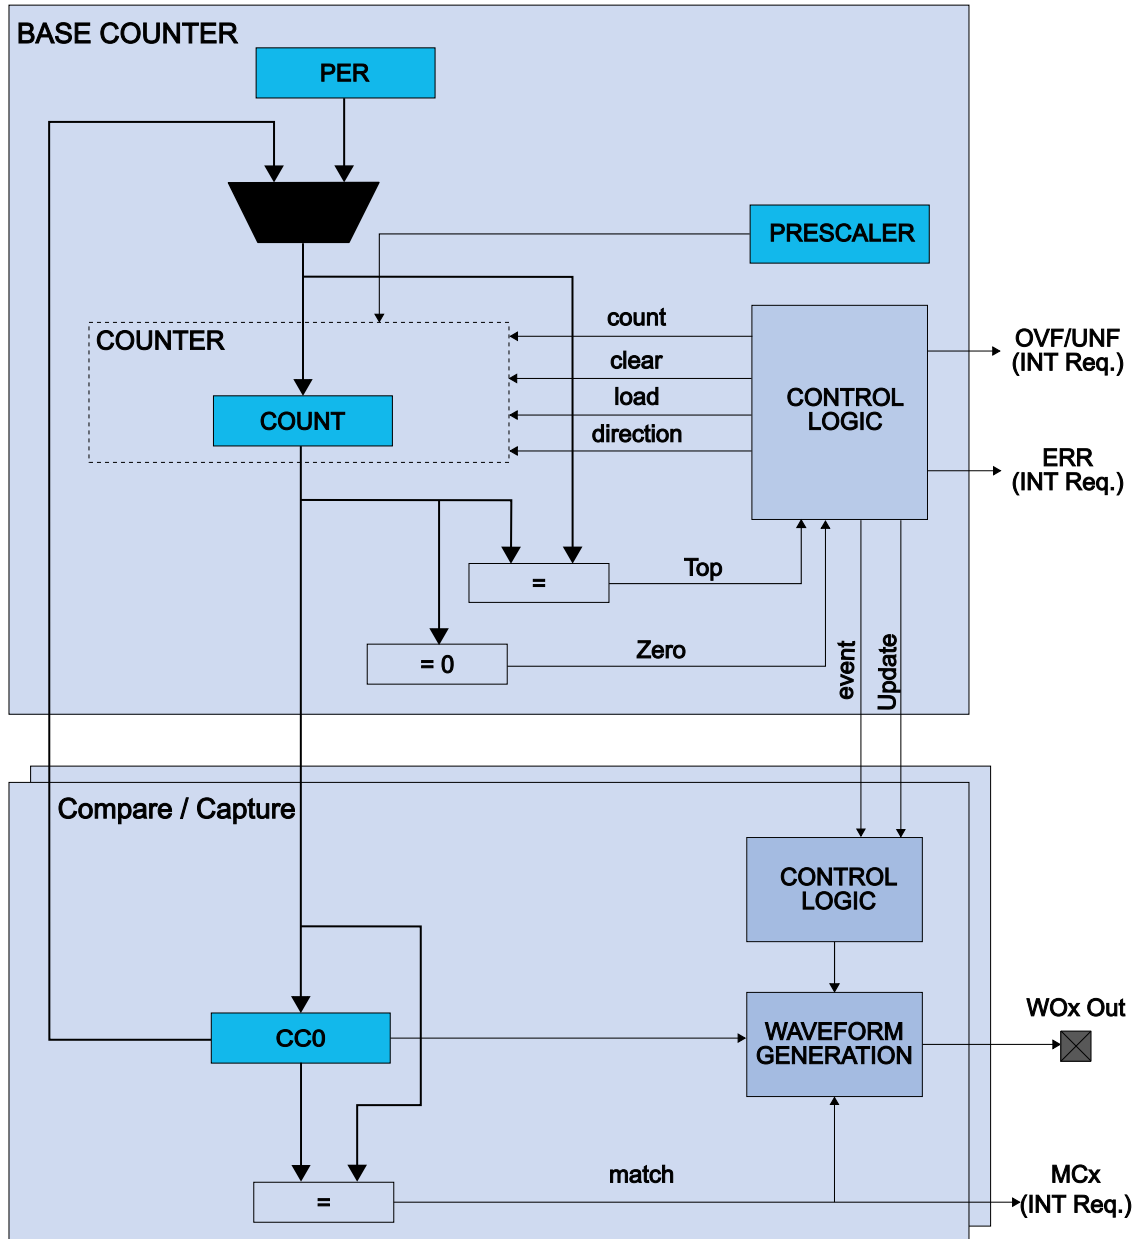 BASE COUNTER
PER
PRESCALER
COUNTER
count
clear
load
direction
COUNT
CONTROL
LOGIC
OVF/UNF
(INT Req.)
ERR
(INT Req.)
=
Top
= 0
Zero
event
Update
Compare / Capture
CONTROL
LOGIC
CC0
WAVEFORM
GENERATION
WOx Out
=
match
MCx
(INT Req.)